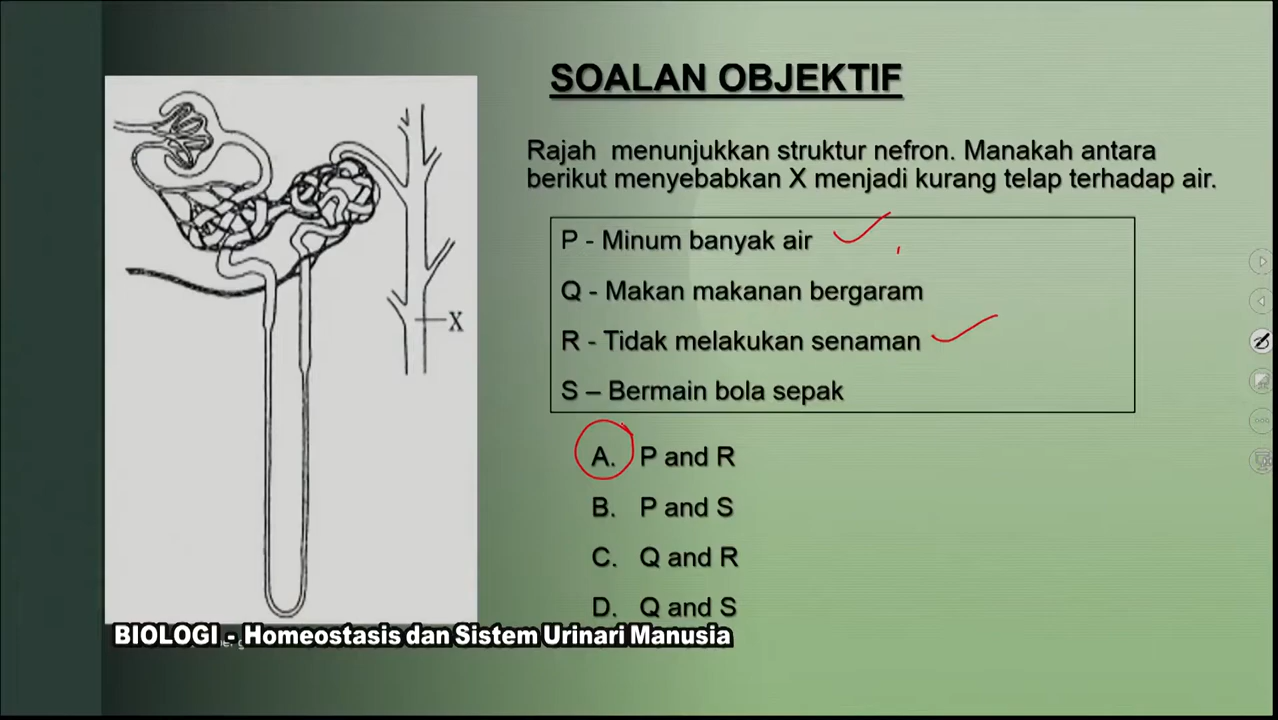 SOALAN OBJEKTIF
Rajah menunjukkan struktur nefron. Manakah antara
berikut menyebabkan X menjadi kurang telap terhadap air.
P - Minum banyak air
Q - Makan makanan bergaram
R - Tidak melakukan senaman
S – Bermain bola sepak
X
A. P and R
B. P and S
C. Q and R
D. Q and S
BIOLOGI - Homeostasis dan Sistem Urinari Manusia